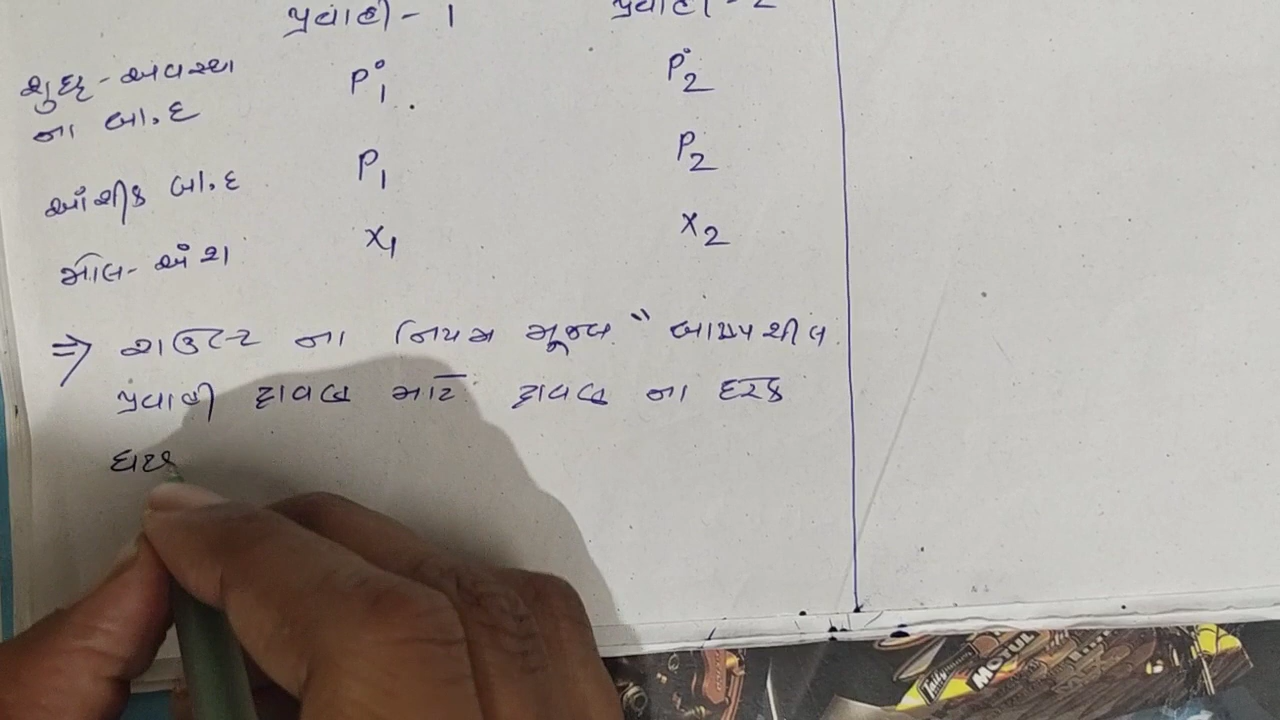 પ્રવાહી - 1 પ્રવાહી - 2
શુદ્ધ - અવસ્થા P°1 P°2
ના બા.દ
આંશીક બા.દ P1 P2
મોલ - અંશ x1 x2
⇒ રાઉલ્ટ ના નિયમ મૂજબ " બાષ્પશીલ
પ્રવાહી દ્રાવણ માટે દ્રાવણ ના દરેક
ઘટક
MOTUL